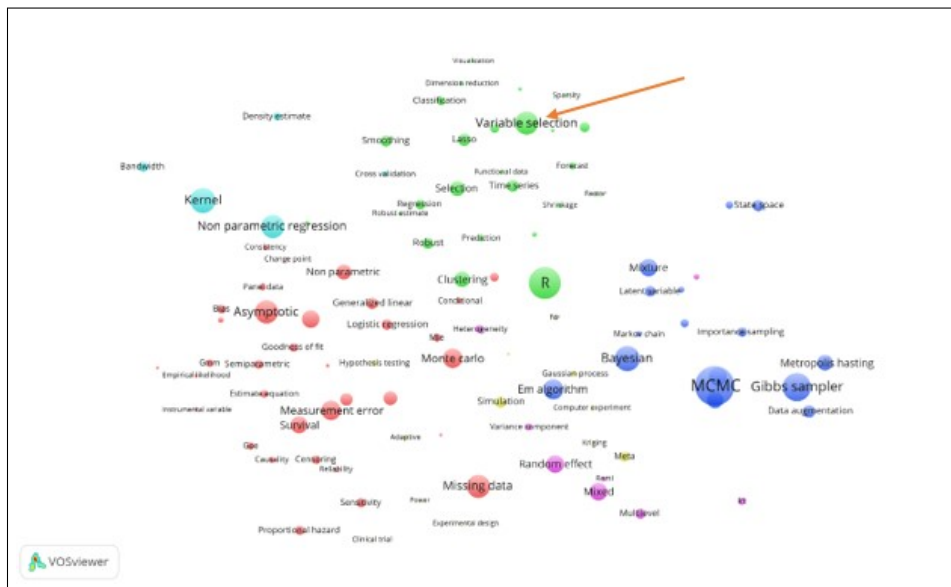 Visualization
Dimension reduction
Sparsity
Classification
Density estimate
Variable selection
Smoothing
Lasso
Bandwidth
Cross validation
Functional data
Forecast
Kernel
Selection
Time series
Regression
Shrinkage
State space
Robust estimate
Non parametric regression
Robust
Prediction
Consistency
Change point
Non parametric
Mixture
Clustering
R
Panel data
Latent variable
Bias
Asymptotic
Generalized linear
Conditional
Logistic regression
Heterogeneity
Markov chain
Importance sampling
Mle
Goodness of fit
Monte carlo
Bayesian
Gmm
Semiparametric
Hypothesis testing
Metropolis hasting
Empirical likelihood
Gaussian process
MCMC
Gibbs sampler
Em algorithm
Estimate equation
Simulation
Computer experiment
Data augmentation
Instrumental variable
Measurement error
Survival
Variance component
Adaptive
Kriging
Gee
Causality
Censoring
Meta
Random effect
Reliability
Reml
Missing data
Mixed
Sensitivity
Power
Multilevel
Experimental design
Proportional hazard
Clinical trial
VOSviewer